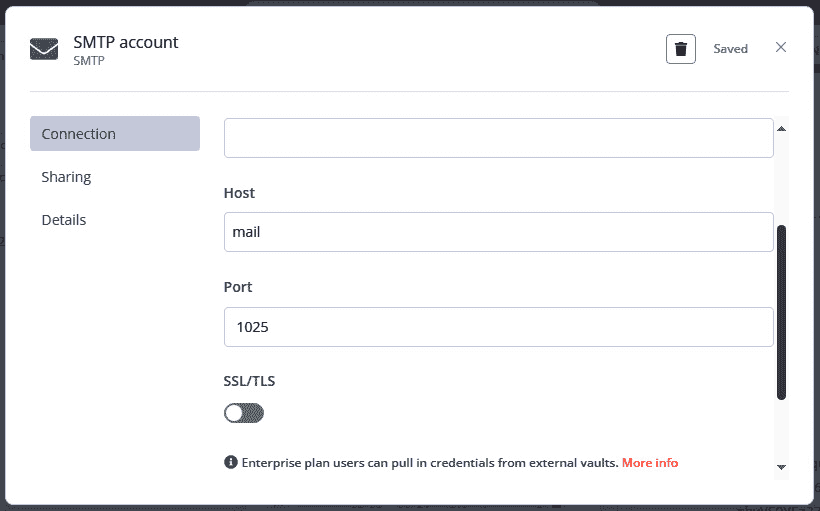 SMTP account
SMTP
Saved
Connection
Sharing
Details
Host
mail
Port
1025
SSL/TLS
Enterprise plan users can pull in credentials from external vaults. More info